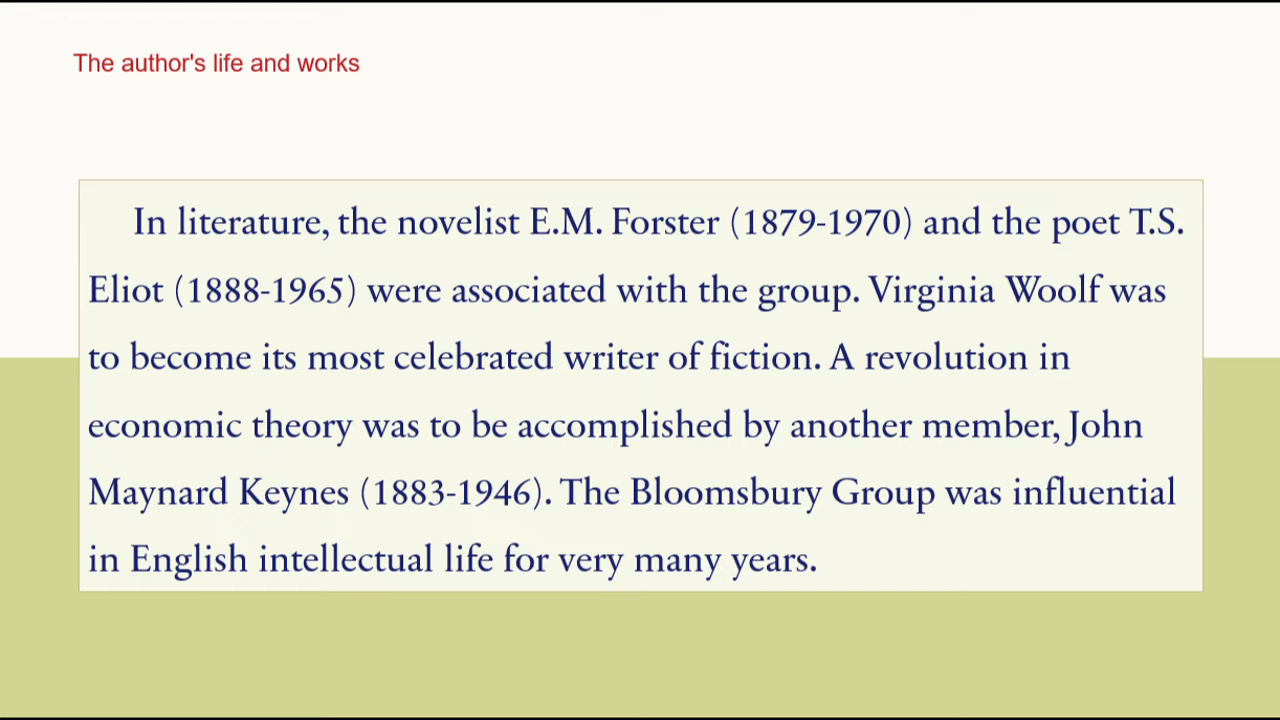 The author's life and works
In literature, the novelist E.M. Forster (1879-1970) and the poet T.S.
Eliot (1888-1965) were associated with the group. Virginia Woolf was
to become its most celebrated writer of fiction. A revolution in
economic theory was to be accomplished by another member, John
Maynard Keynes (1883-1946). The Bloomsbury Group was influential
in English intellectual life for very many years.